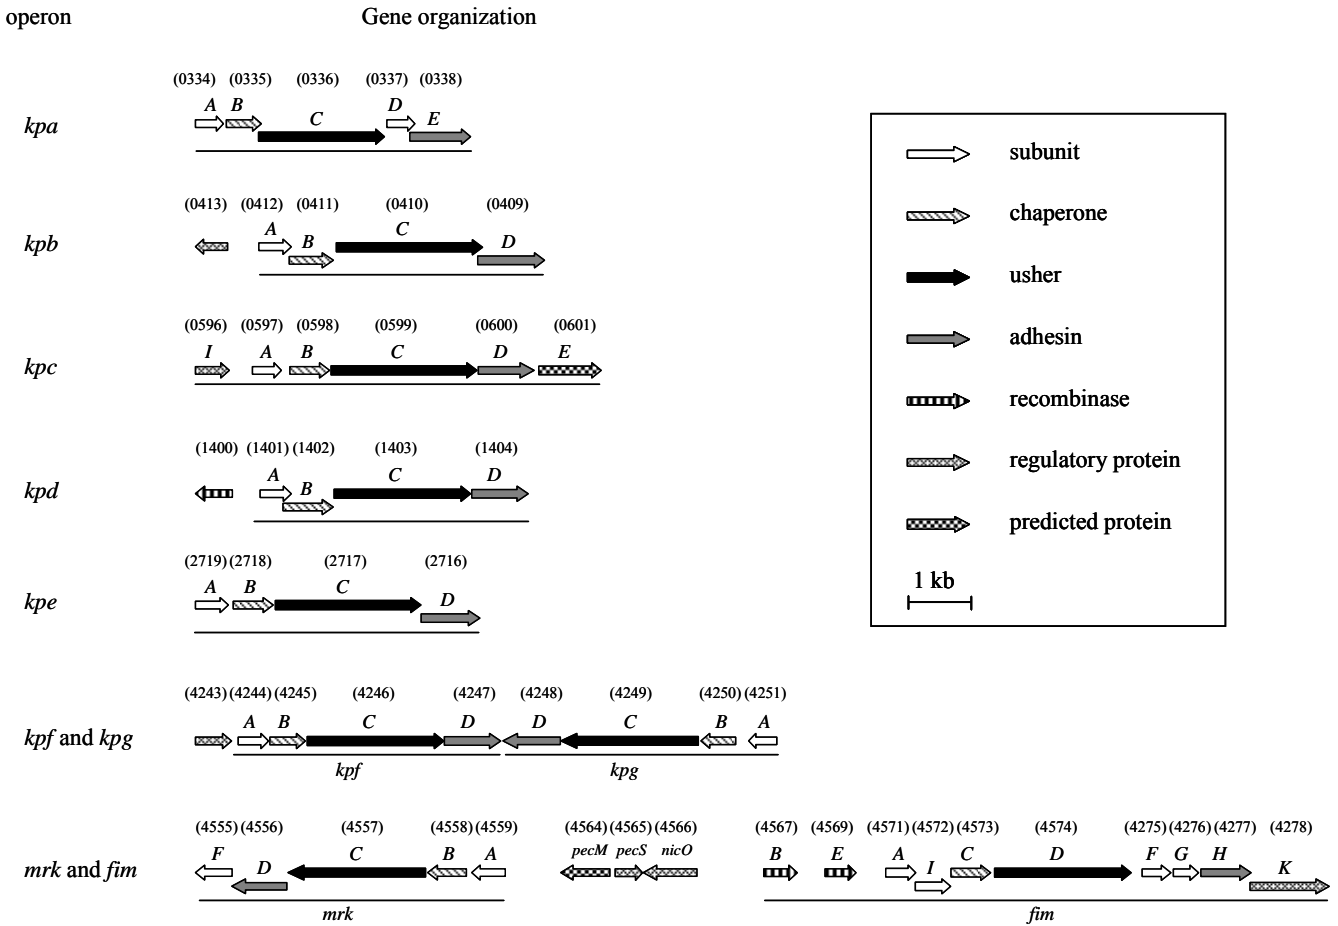 operon Gene organization
(0334) (0335) (0336) (0337) (0338)
A B C D E
kpa
(0413) (0412) (0411) (0410) (0409)
A B C D
kpb
(0596) (0597) (0598) (0599) (0600) (0601)
I A B C D E
kpc
(1400) (1401) (1402) (1403) (1404)
A B C D
kpd
(2719) (2718) (2717) (2716)
A B C D
kpe
(4243) (4244) (4245) (4246) (4247) (4248) (4249) (4250) (4251)
A B C D D C B A
kpf and kpg
kpf kpg
(4555) (4556) (4557) (4558) (4559) (4564) (4565) (4566) (4567) (4569) (4571) (4572) (4573) (4574) (4275) (4276) (4277) (4278)
F D C B A pecM pecS nicO B E A I C D F G H K
mrk and fim
mrk fim
subunit
chaperone
usher
adhesin
recombinase
regulatory protein
predicted protein
1 kb